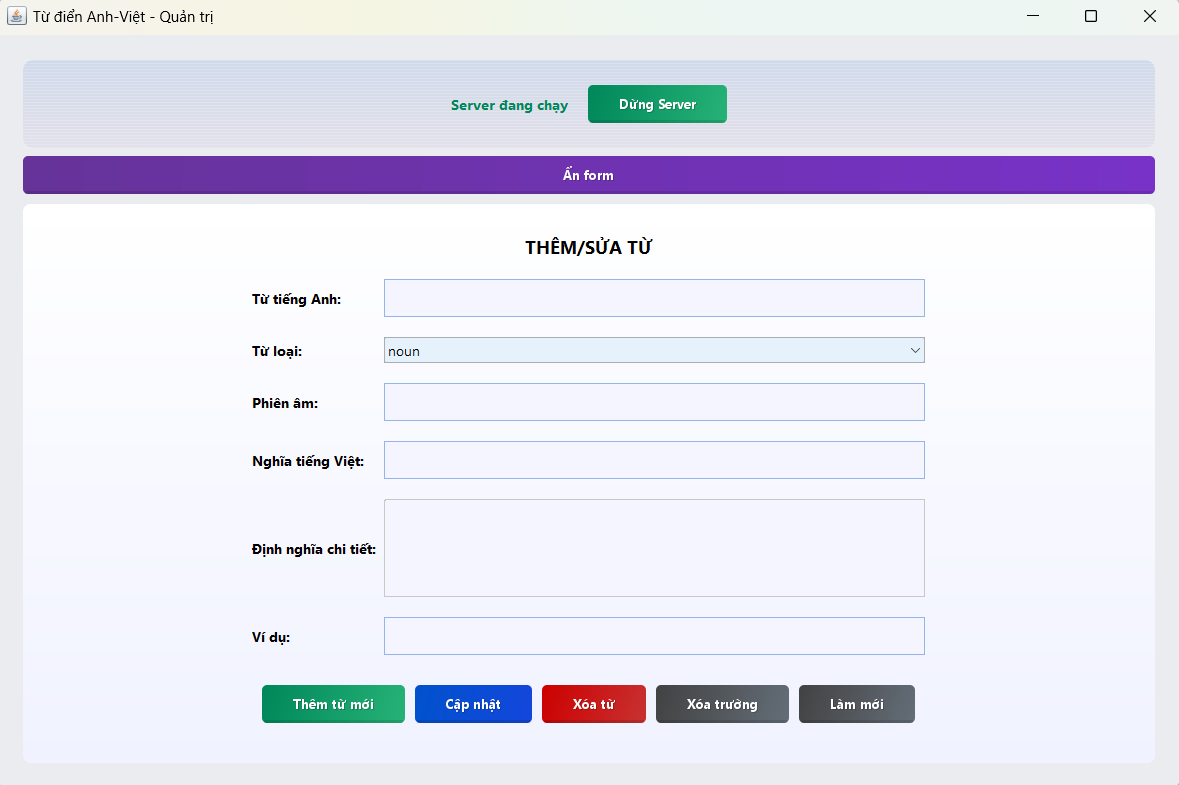 Từ điển Anh-Việt - Quản trị
Server đang chạy
Dừng Server
Ẩn form
THÊM/SỬA TỪ
Từ tiếng Anh:
Từ loại:
noun
Phiên âm:
Nghĩa tiếng Việt:
Định nghĩa chi tiết:
Ví dụ:
Thêm từ mới
Cập nhật
Xóa từ
Xóa trường
Làm mới